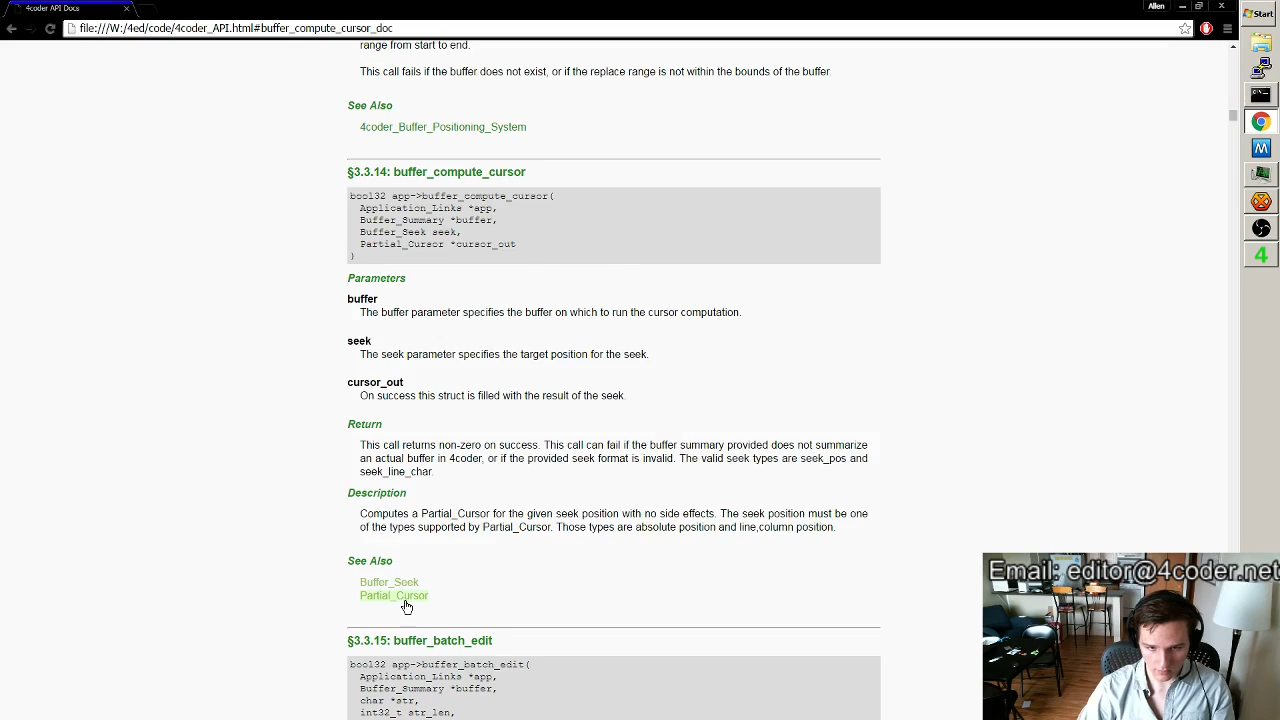 4coder API Docs
Allen
file:///W:/4ed/code/4coder_API.html#buffer_compute_cursor_doc
Start
range from start to end.
This call fails if the buffer does not exist, or if the replace range is not within the bounds of the buffer.
See Also
4coder_Buffer_Positioning_System
§3.3.14: buffer_compute_cursor
bool32 app->buffer_compute_cursor(
Application_Links *app,
Buffer_Summary *buffer,
Buffer_Seek seek,
Partial_Cursor *cursor_out
)
Parameters
buffer
The buffer parameter specifies the buffer on which to run the cursor computation.
seek
The seek parameter specifies the target position for the seek.
cursor_out
On success this struct is filled with the result of the seek.
Return
This call returns non-zero on success. This call can fail if the buffer summary provided does not summarize
an actual buffer in 4coder, or if the provided seek format is invalid. The valid seek types are seek_pos and
seek_line_char.
Description
Computes a Partial_Cursor for the given seek position with no side effects. The seek position must be one
of the types supported by Partial_Cursor. Those types are absolute position and line,column position.
See Also
Buffer_Seek
Partial_Cursor
Email: editor@4coder.net
§3.3.15: buffer_batch_edit
bool32 app->buffer_batch_edit(
Application_Links *app,
Buffer_Summary *buffer,
char *str,
int32_t str_len,